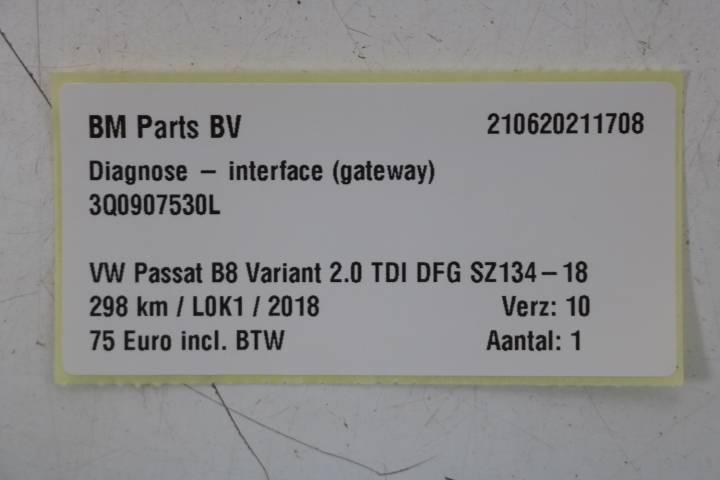 BM Parts BV 210620211708
Diagnose – interface (gateway)
3Q0907530L
VW Passat B8 Variant 2.0 TDI DFG SZ134–18
298 km / L0K1 / 2018 Verz: 10
75 Euro incl. BTW Aantal: 1